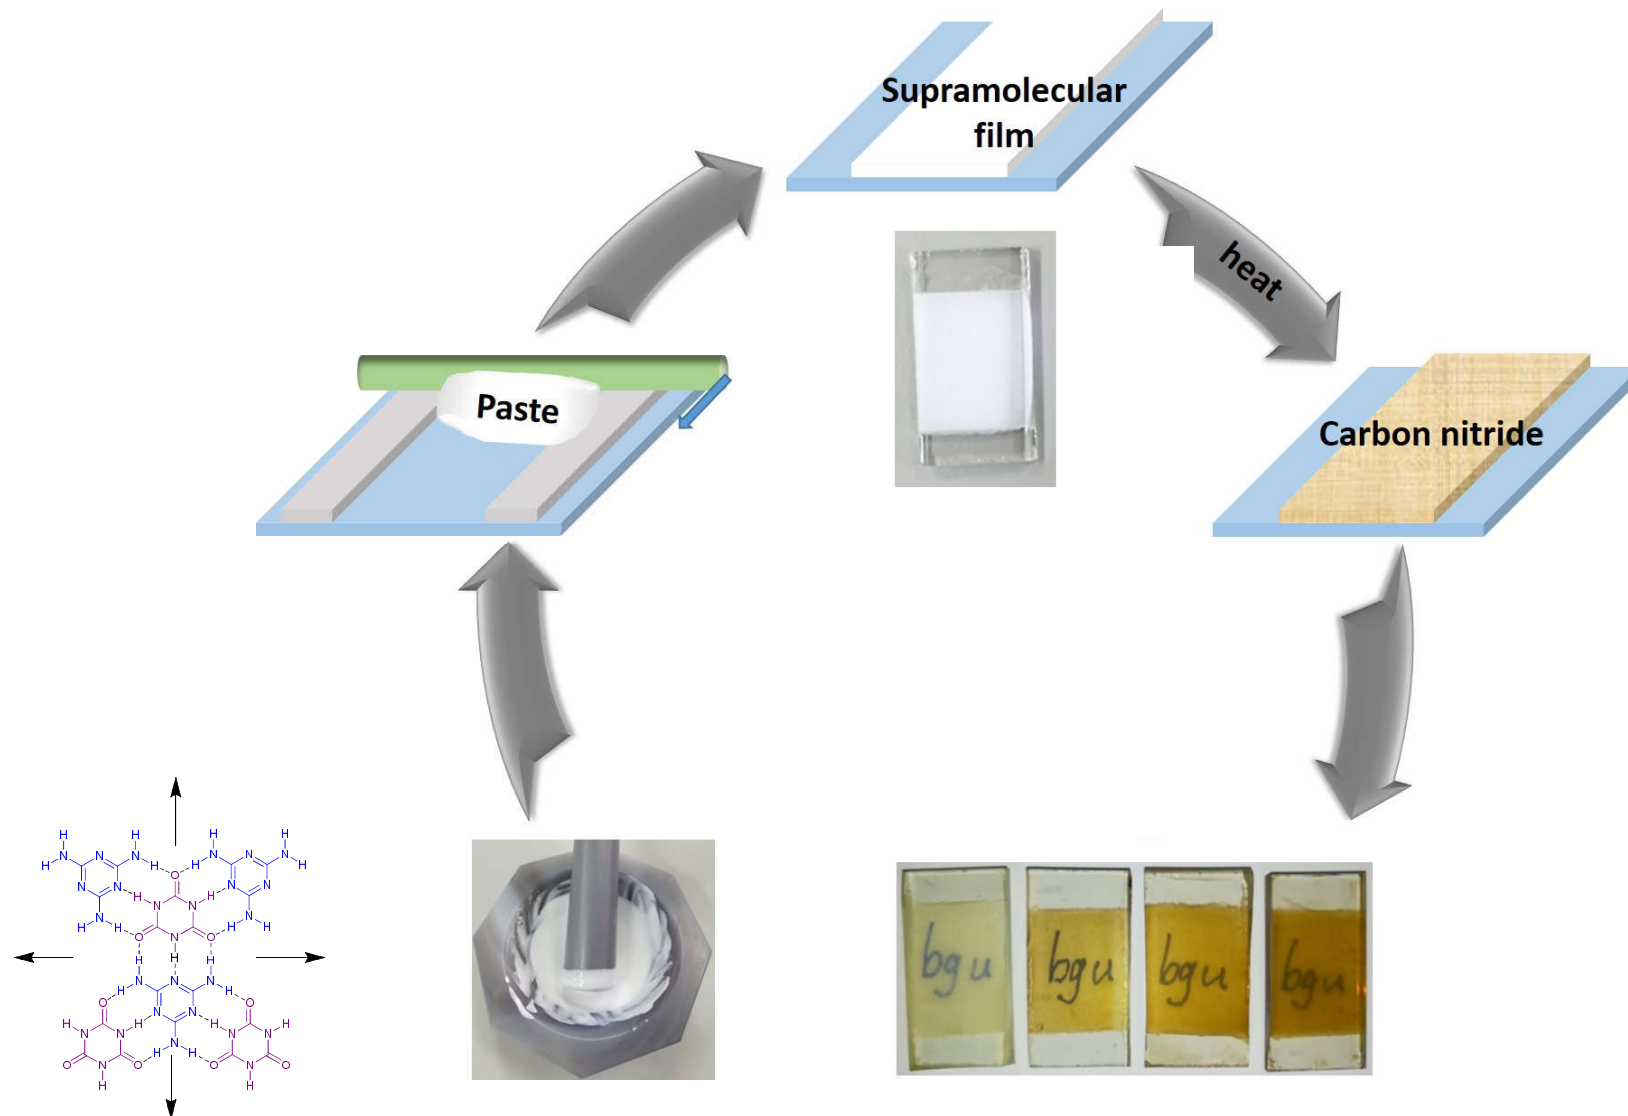 Supramolecular
film
heat
Paste
Carbon nitride
H H H H
N N N N N N
H N H H N H
N N O N N
N N H H N N
H N N H
N N
H H O N O H H
H H H
N N N
H H
O N N O
H H N N H H
N N N N N
O N O H H O N O
H H
bgu bgu bgu bgu